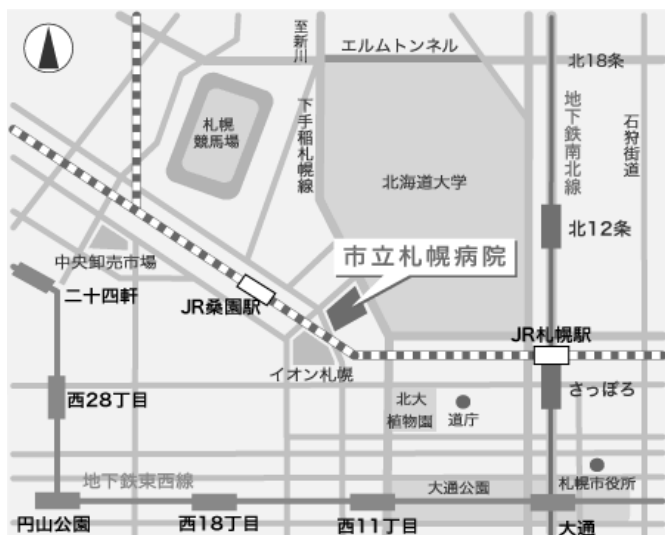 至新川
エルムトンネル
北18条
札幌
競馬場
下手稲札幌線
地下鉄南北線
石狩街道
北海道大学
北12条
市立札幌病院
中央卸売市場
二十四軒
JR桑園駅
JR札幌駅
イオン札幌
さっぽろ
西28丁目
北大
植物園
道庁
地下鉄東西線
大通公園
札幌市役所
円山公園
西18丁目
西11丁目
大通